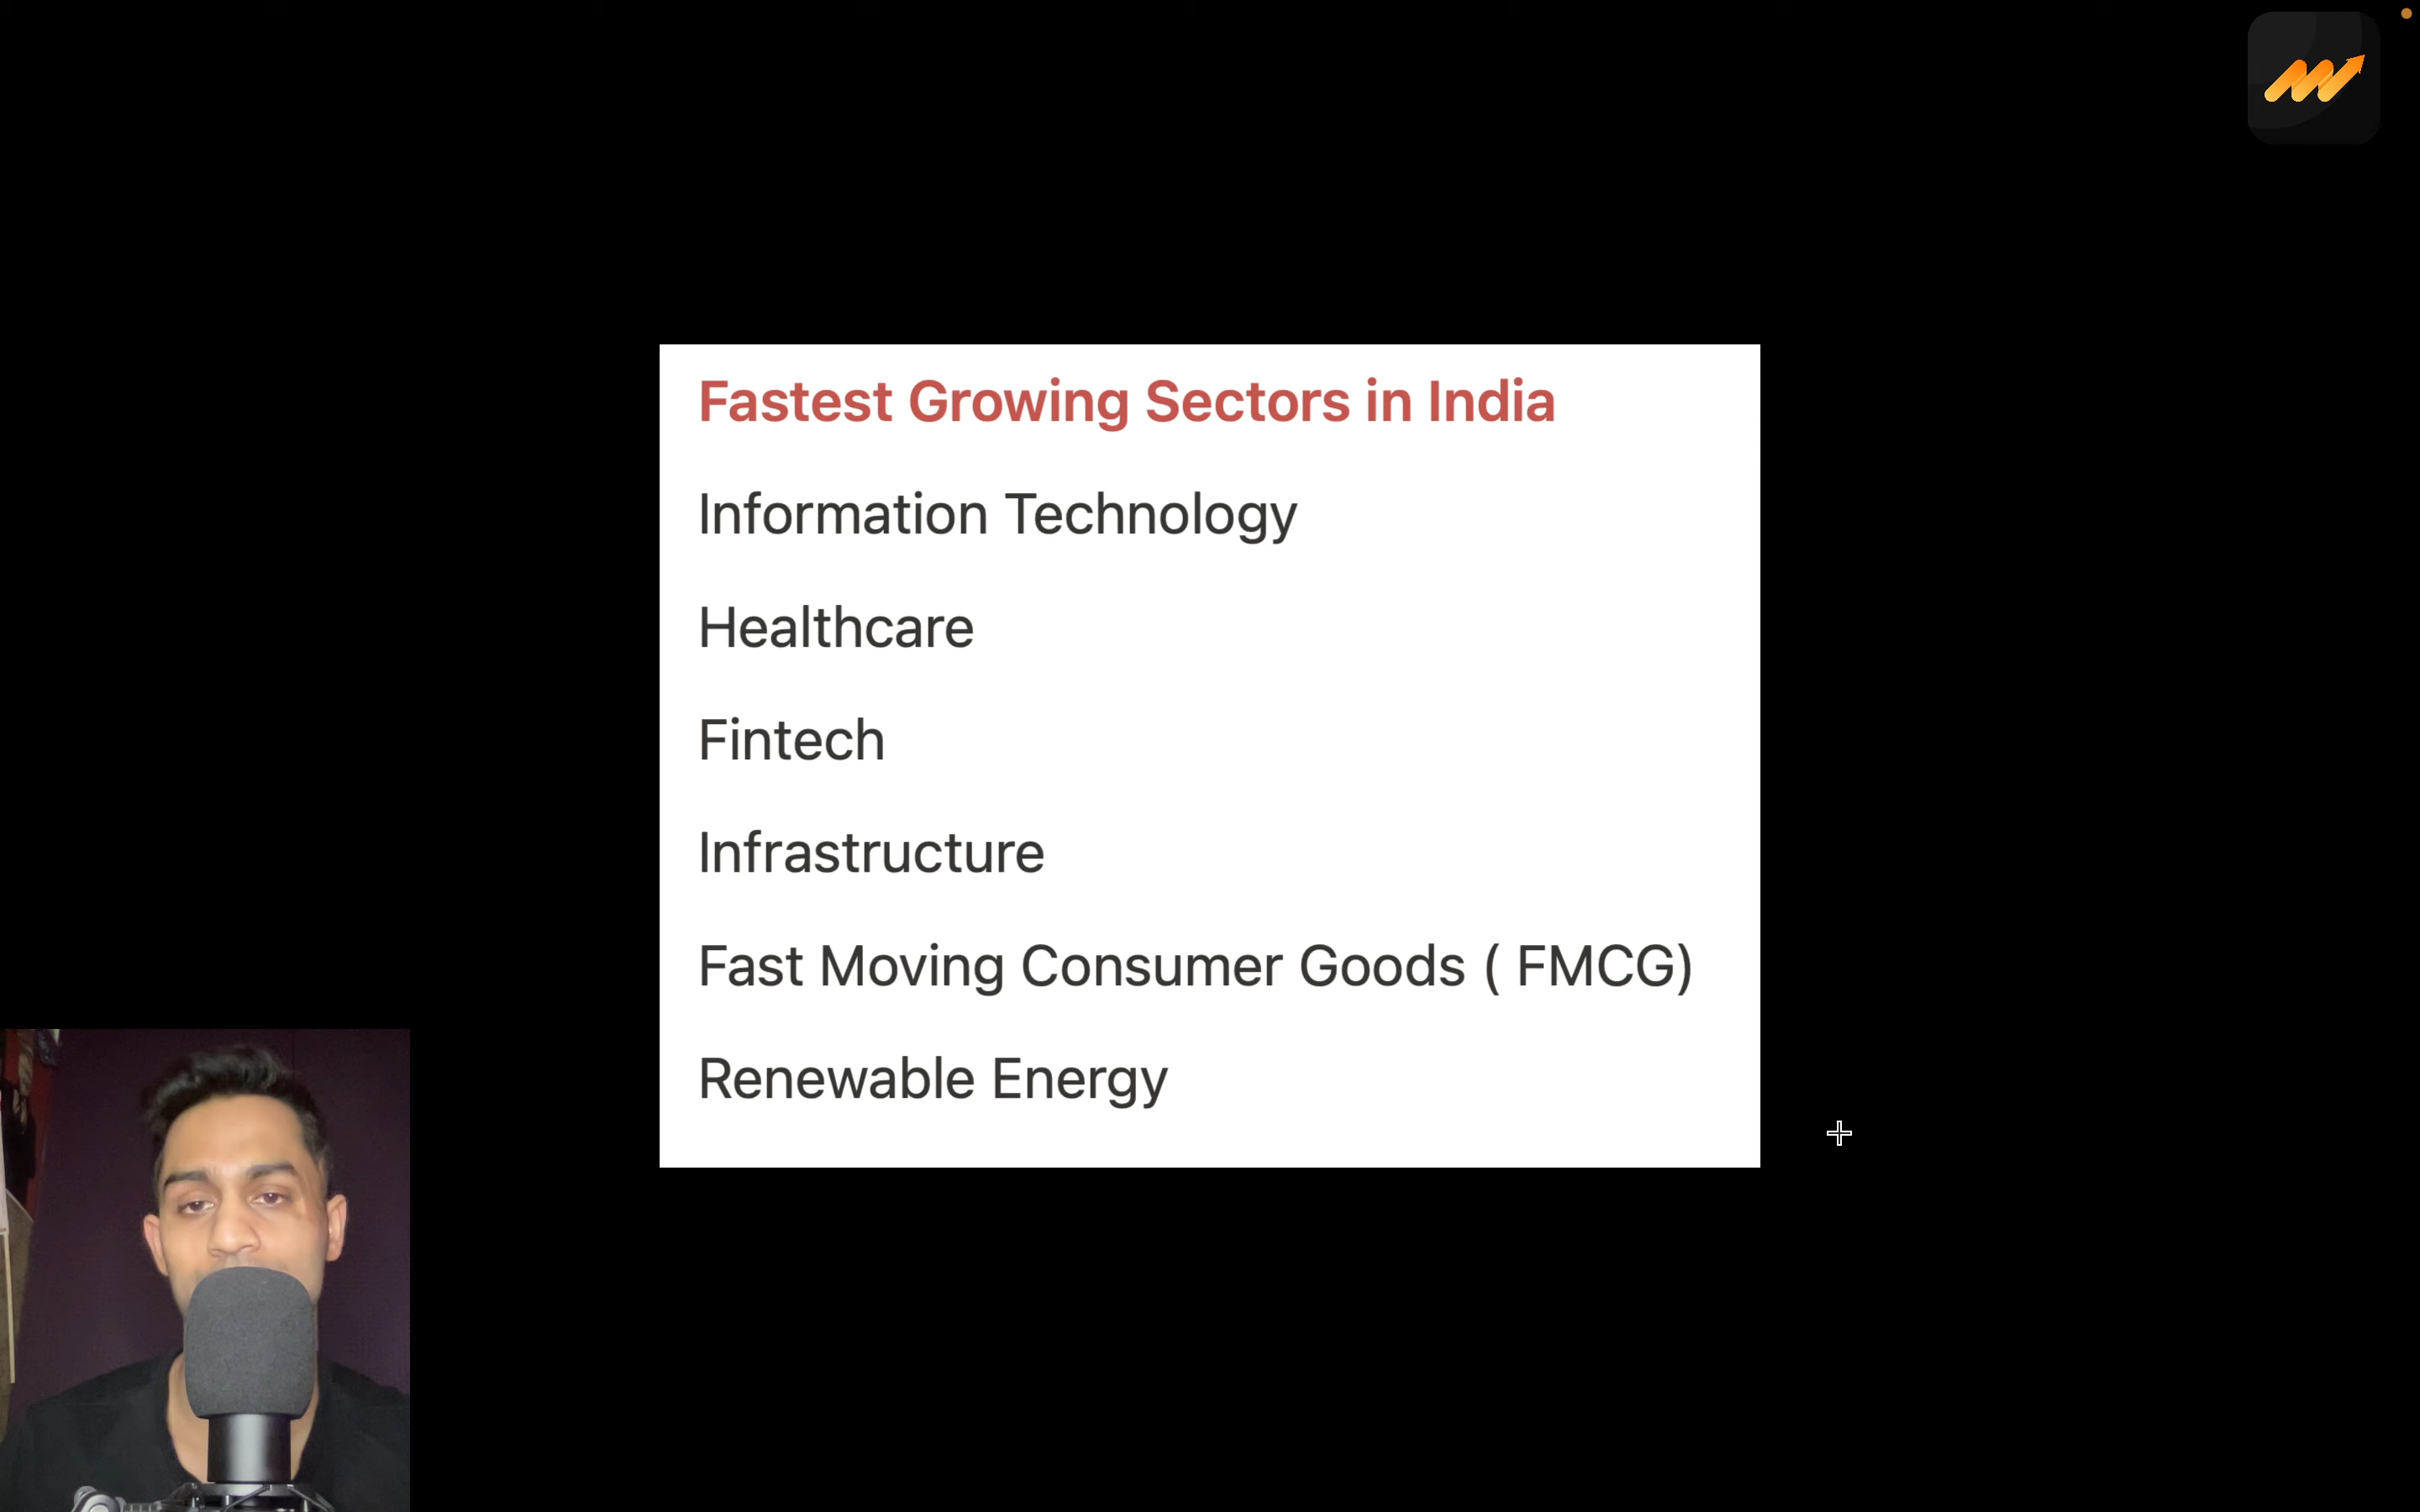 Fastest Growing Sectors in India
Information Technology
Healthcare
Fintech
Infrastructure
Fast Moving Consumer Goods ( FMCG)
Renewable Energy